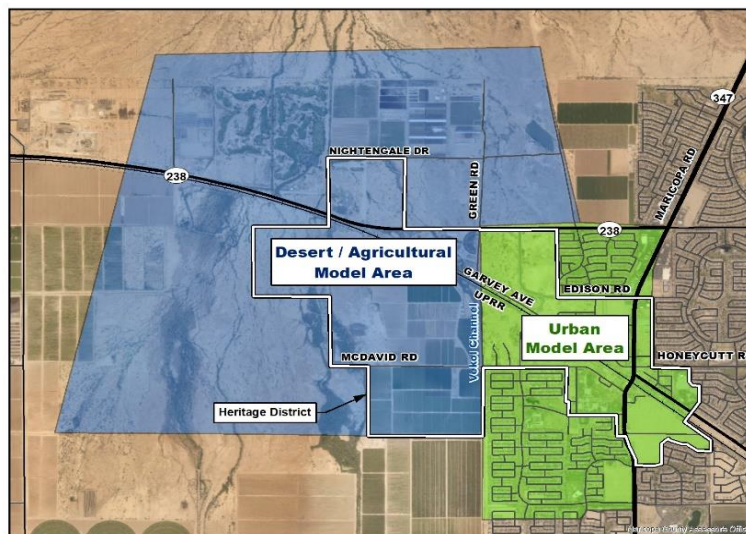 347
NIGHTENGALE DR
238
GREEN RD
MARICOPA RD
238
Desert / Agricultural
Model Area
GARVEY AVE
UPRR
EDISON RD
Urban
Model Area
Vekol Channel
MCDAVID RD
HONEYCUTT R
Heritage District